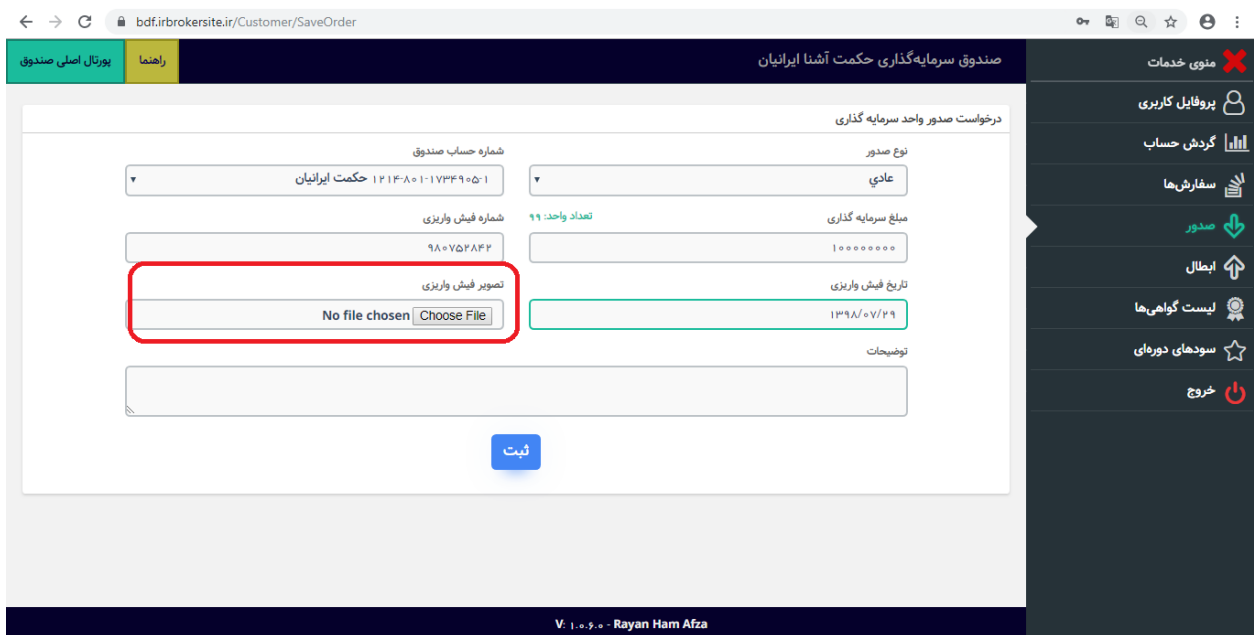 bdf.irbrokersite.ir/Customer/SaveOrder
منوی خدمات
پروفایل کاربری
گردش حساب
سفارش‌ها
صدور
ابطال
لیست گواهی‌ها
سودهای دوره‌ای
خروج
صندوق سرمایه‌گذاری حکمت آشنا ایرانیان
راهنما
پورتال اصلی صندوق
درخواست صدور واحد سرمایه گذاری
نوع صدور
شماره حساب صندوق
عادي
۱۲۱۴-۸۰۱-۱۷۳۴۹۰۵-۱ حکمت ایرانیان
مبلغ سرمایه گذاری
تعداد واحد: ۹۹
شماره فیش واریزی
۱۰۰۰۰۰۰۰۰
۹۸۰۷۵۲۸۴۲
تاریخ فیش واریزی
تصویر فیش واریزی
۱۳۹۸/۰۷/۲۹
Choose File No file chosen
توضیحات
ثبت
V: ۱.۰.۶.۰ - Rayan Ham Afza